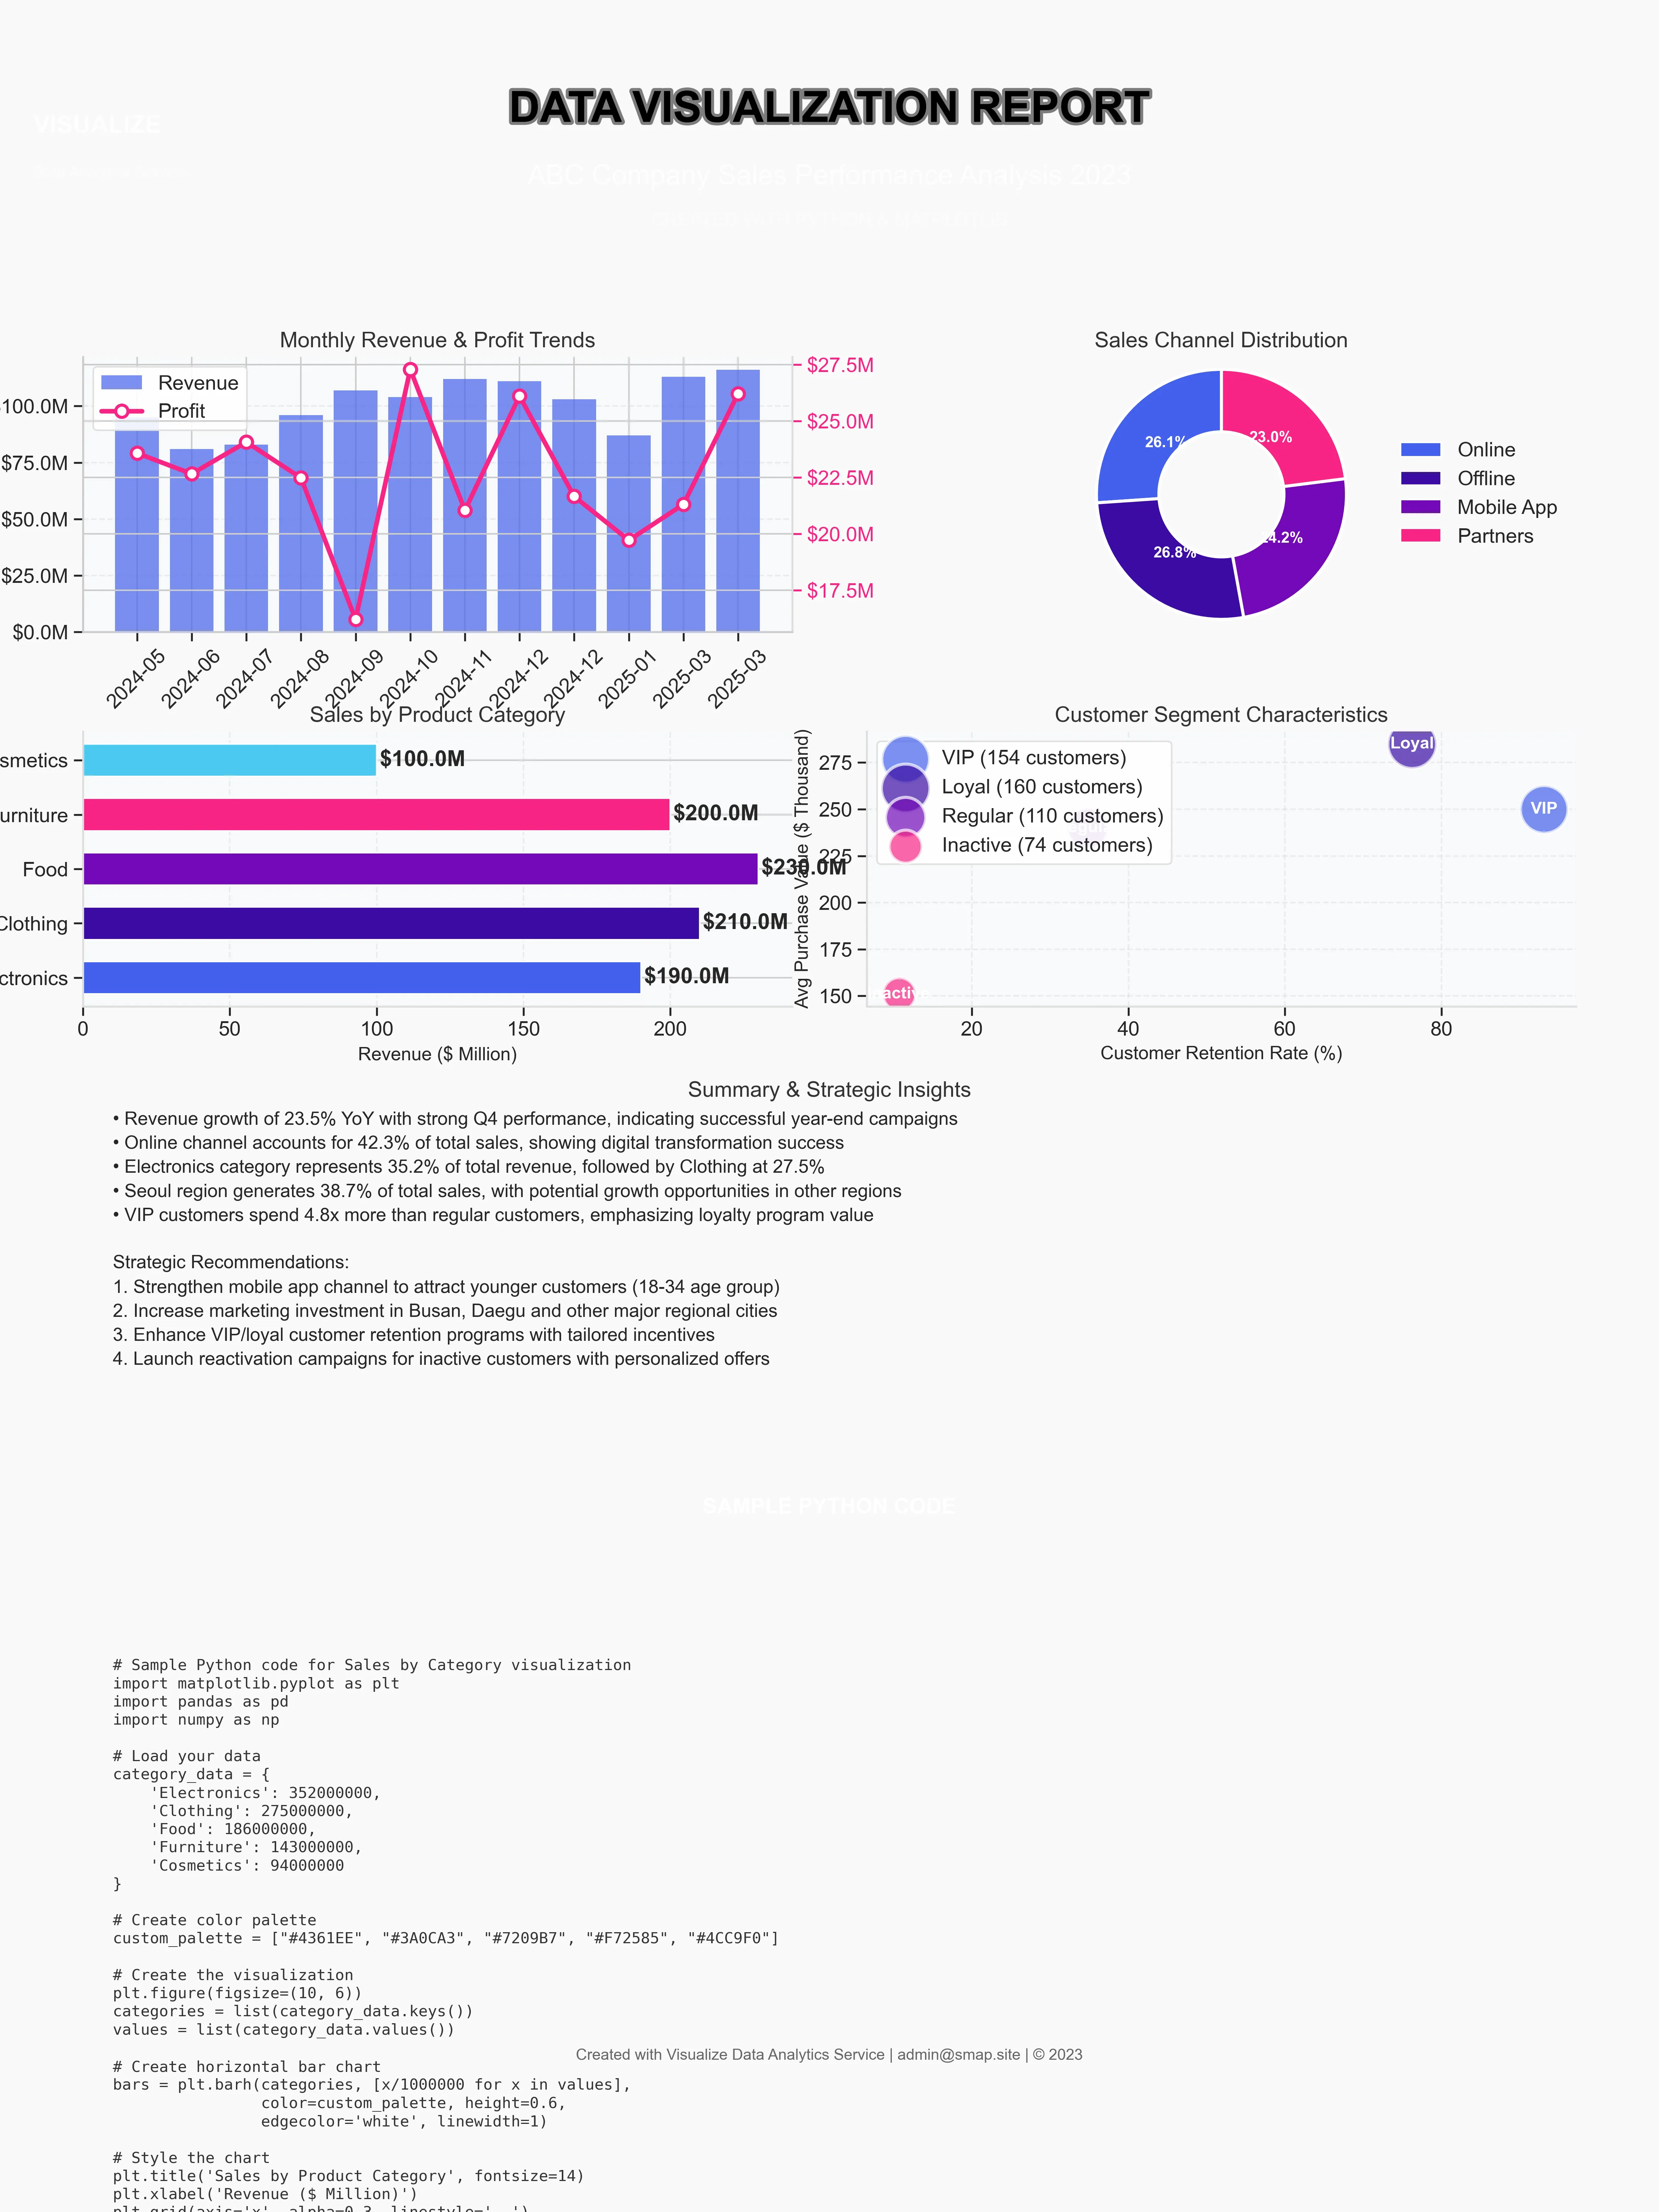 DATA VISUALIZATION REPORT
VISUALIZE
ABC Company Sales Performance Analysis 2023
Monthly Revenue & Profit Trends
Revenue
Profit
100.0M
$75.0M
$50.0M
$25.0M
$0.0M
$27.5M
$25.0M
$22.5M
$20.0M
$17.5M
2024-05
2024-06
2024-07
2024-08
2024-09
2024-10
2024-11
2024-12
2024-12
2025-01
2025-03
2025-03
Sales Channel Distribution
26.1%
23.0%
26.8%
4.2%
Online
Offline
Mobile App
Partners
Sales by Product Category
smetics
urniture
Food
Clothing
ctronics
$100.0M
$200.0M
$230.0M
$210.0M
$190.0M
0 50 100 150 200
Revenue ($ Million)
Customer Segment Characteristics
Avg Purchase Value ($ Thousand)
275
250
225
200
175
150
VIP (154 customers)
Loyal (160 customers)
Regular (110 customers)
Inactive (74 customers)
Loyal
VIP
nactiv
20 40 60 80
Customer Retention Rate (%)
Summary & Strategic Insights
• Revenue growth of 23.5% YoY with strong Q4 performance, indicating successful year-end campaigns
• Online channel accounts for 42.3% of total sales, showing digital transformation success
• Electronics category represents 35.2% of total revenue, followed by Clothing at 27.5%
• Seoul region generates 38.7% of total sales, with potential growth opportunities in other regions
• VIP customers spend 4.8x more than regular customers, emphasizing loyalty program value
Strategic Recommendations:
1. Strengthen mobile app channel to attract younger customers (18-34 age group)
2. Increase marketing investment in Busan, Daegu and other major regional cities
3. Enhance VIP/loyal customer retention programs with tailored incentives
4. Launch reactivation campaigns for inactive customers with personalized offers
SAMPLE PYTHON CODE
# Sample Python code for Sales by Category visualization
import matplotlib.pyplot as plt
import pandas as pd
import numpy as np
# Load your data
category_data = {
    'Electronics': 352000000,
    'Clothing': 275000000,
    'Food': 186000000,
    'Furniture': 143000000,
    'Cosmetics': 94000000
}
# Create color palette
custom_palette = ["#4361EE", "#3A0CA3", "#7209B7", "#F72585", "#4CC9F0"]
# Create the visualization
plt.figure(figsize=(10, 6))
categories = list(category_data.keys())
values = list(category_data.values())
Created with Visualize Data Analytics Service | admin@smap.site | © 2023
# Create horizontal bar chart
bars = plt.barh(categories, [x/1000000 for x in values],
                color=custom_palette, height=0.6,
                edgecolor='white', linewidth=1)
# Style the chart
plt.title('Sales by Product Category', fontsize=14)
plt.xlabel('Revenue ($ Million)')